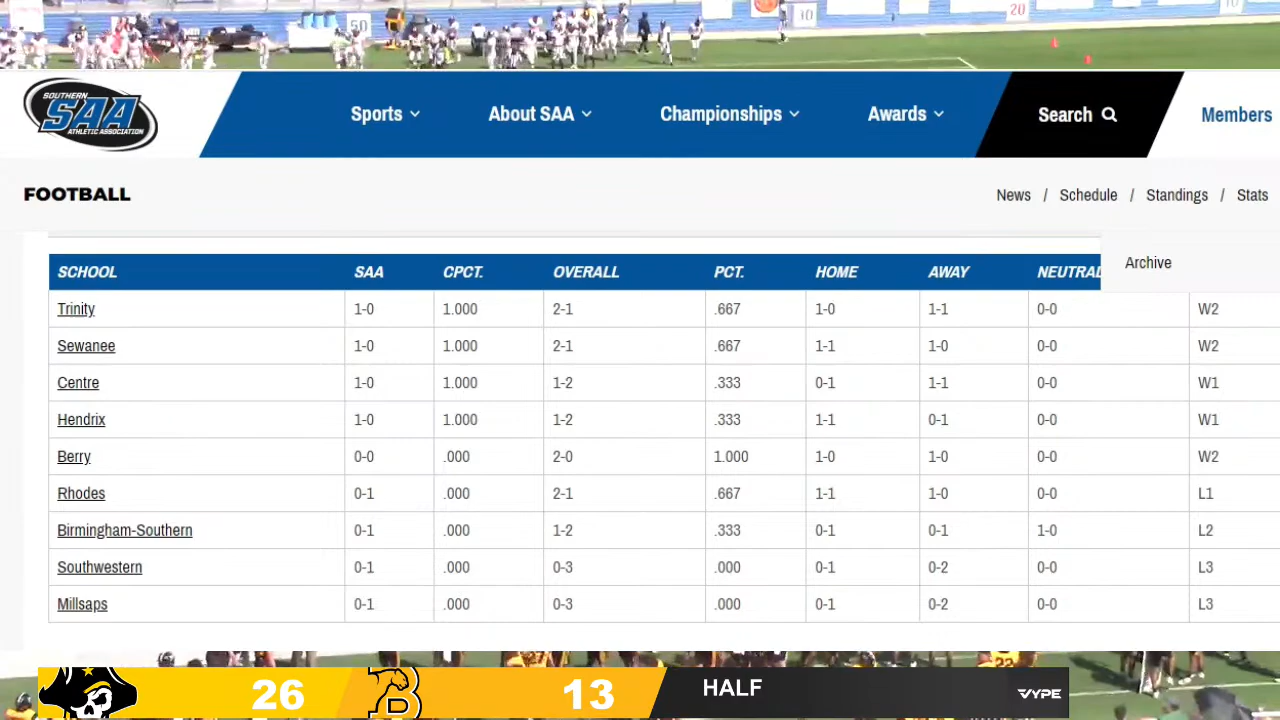 50
30
20
10
SOUTHERN
SAA
ATHLETIC ASSOCIATION
Sports
About SAA
Championships
Awards
Search
Members
FOOTBALL
News / Schedule / Standings / Stats
Archive
SCHOOL SAA CPCT. OVERALL PCT. HOME AWAY NEUTRAL
Trinity 1-0 1.000 2-1 .667 1-0 1-1 0-0 W2
Sewanee 1-0 1.000 2-1 .667 1-1 1-0 0-0 W2
Centre 1-0 1.000 1-2 .333 0-1 1-1 0-0 W1
Hendrix 1-0 1.000 1-2 .333 1-1 0-1 0-0 W1
Berry 0-0 .000 2-0 1.000 1-0 1-0 0-0 W2
Rhodes 0-1 .000 2-1 .667 1-1 1-0 0-0 L1
Birmingham-Southern 0-1 .000 1-2 .333 0-1 0-1 1-0 L2
Southwestern 0-1 .000 0-3 .000 0-1 0-2 0-0 L3
Millsaps 0-1 .000 0-3 .000 0-1 0-2 0-0 L3
26 B 13 HALF VYPE
22